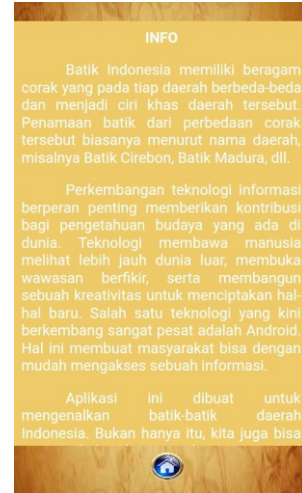 INFO
Batik Indonesia memiliki beragam
corak yang pada tiap daerah berbeda-beda
dan menjadi ciri khas daerah tersebut.
Penamaan batik dari perbedaan corak
tersebut biasanya menurut nama daerah,
misalnya Batik Cirebon, Batik Madura, dll.
Perkembangan teknologi informasi
berperan penting memberikan kontribusi
bagi pengetahuan budaya yang ada di
dunia. Teknologi membawa manusia
melihat lebih jauh dunia luar, membuka
wawasan berfikir, serta membangun
sebuah kreativitas untuk menciptakan hal-
hal baru. Salah satu teknologi yang kini
berkembang sangat pesat adalah Android.
Hal ini membuat masyarakat bisa dengan
mudah mengakses sebuah informasi.
Aplikasi ini dibuat untuk
mengenalkan batik-batik daerah
Indonesia. Bukan hanya itu, kita juga bisa